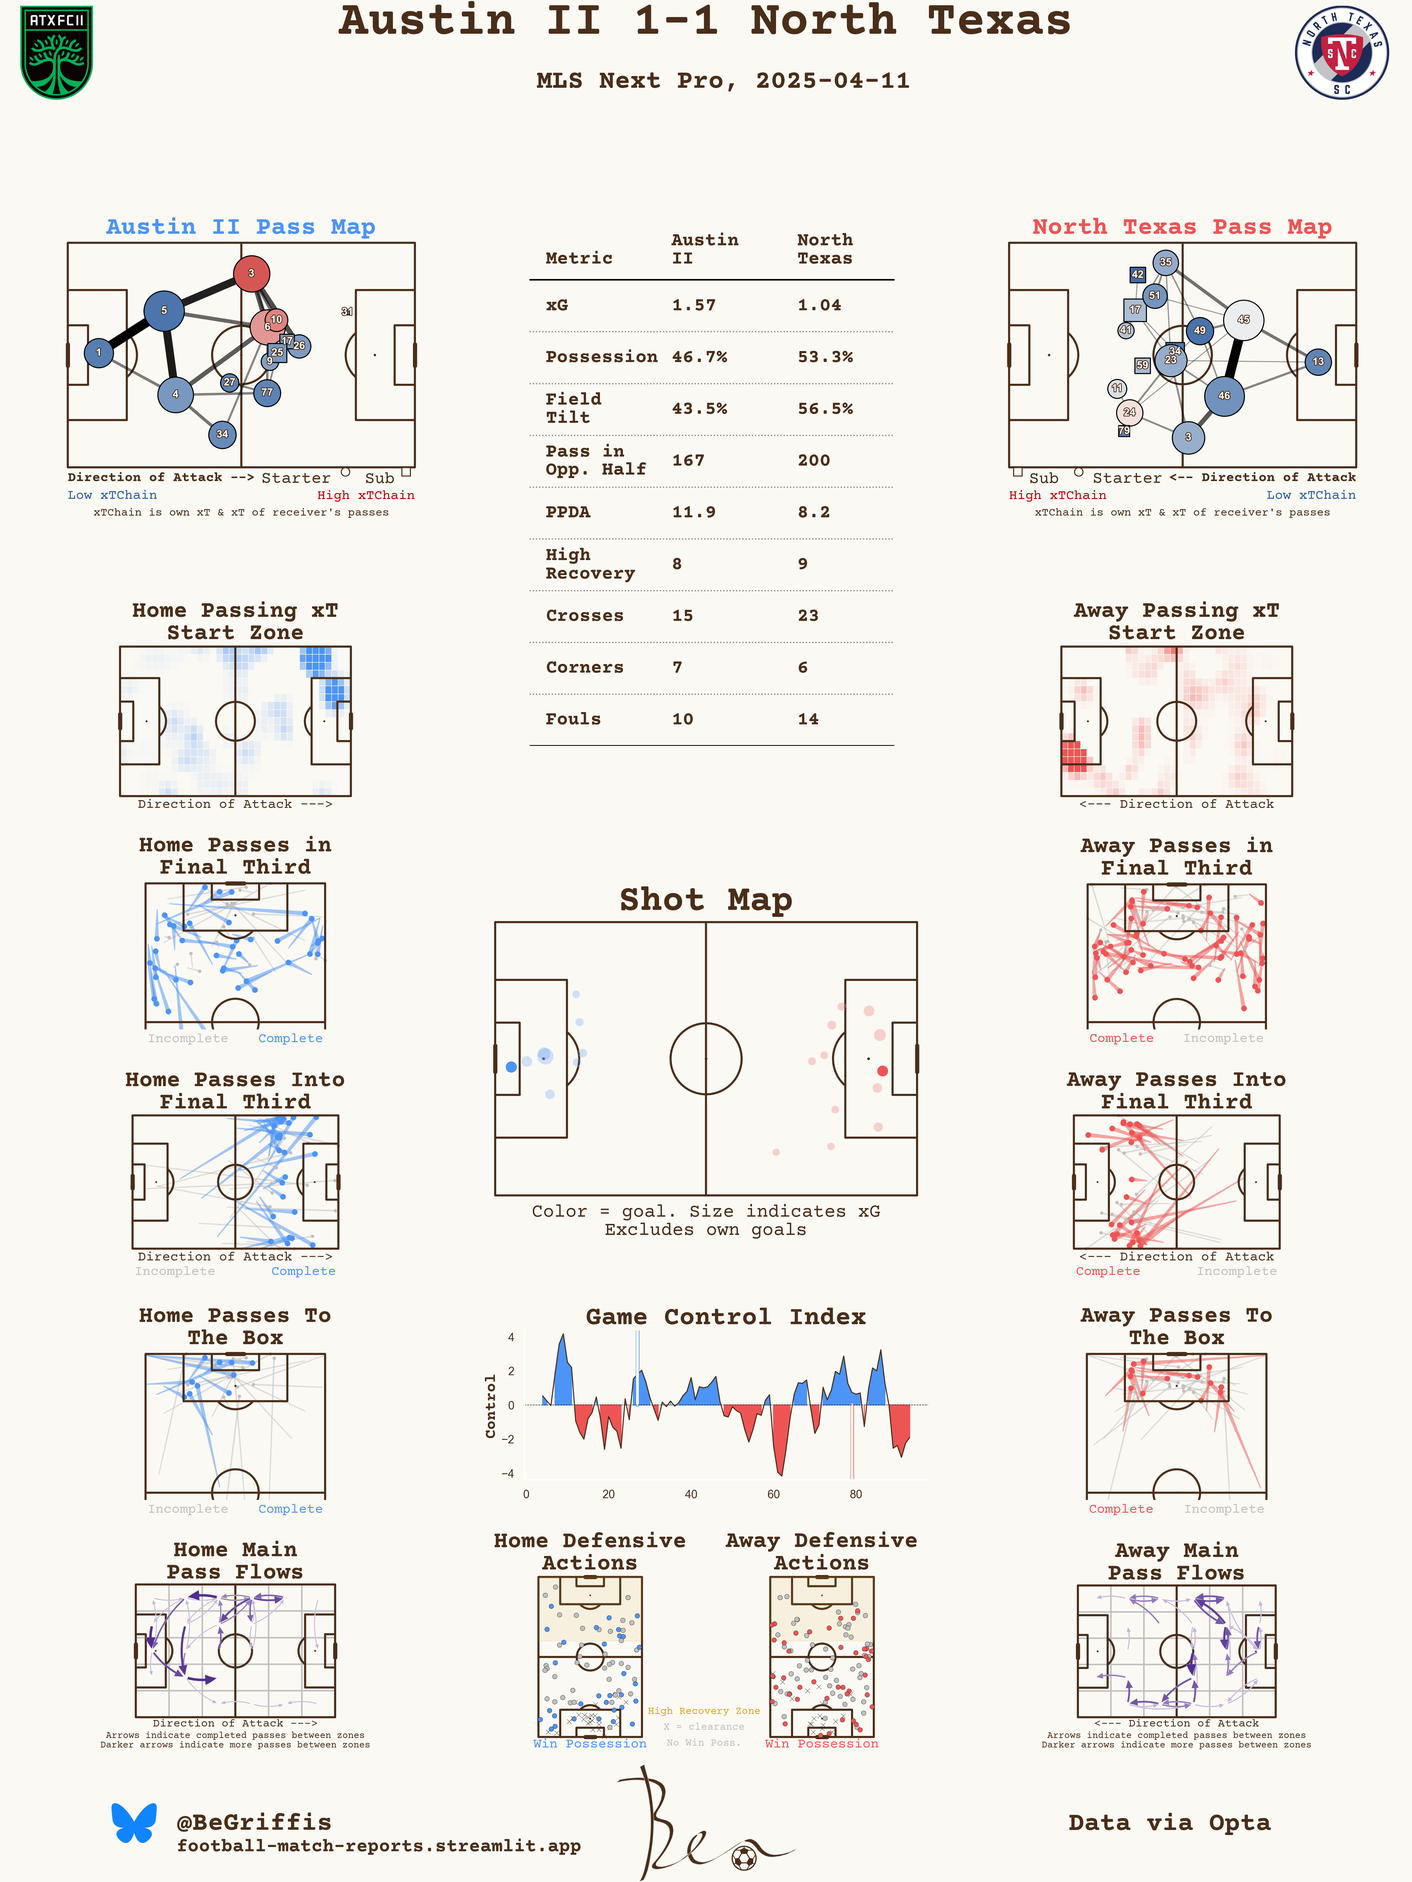 Austin II 1-1 North Texas
MLS Next Pro, 2025-04-11
ATXFCII
NORTH TEXAS
SC
SC
Austin II Pass Map
3
5
10
6
17
26
25
9
1
27
77
4
34
31
Direction of Attack --> Starter Sub
Low xTChain High xTChain
xTChain is own xT & xT of receiver's passes
Metric Austin II North Texas
xG 1.57 1.04
Possession 46.7% 53.3%
Field Tilt 43.5% 56.5%
Pass in Opp. Half 167 200
PPDA 11.9 8.2
High Recovery 8 9
Crosses 15 23
Corners 7 6
Fouls 10 14
North Texas Pass Map
35
42
51
17
41
49
45
34
23
59
13
11
46
24
79
3
Sub Starter <-- Direction of Attack
High xTChain Low xTChain
xTChain is own xT & xT of receiver's passes
Home Passing xT
Start Zone
Direction of Attack --->
Away Passing xT
Start Zone
<--- Direction of Attack
Home Passes in
Final Third
Incomplete Complete
Away Passes in
Final Third
Complete Incomplete
Shot Map
Color = goal. Size indicates xG
Excludes own goals
Home Passes Into
Final Third
Direction of Attack --->
Incomplete Complete
Away Passes Into
Final Third
<--- Direction of Attack
Complete Incomplete
Home Passes To
The Box
Incomplete Complete
Game Control Index
Control
4
2
0
−2
−4
0 20 40 60 80
Away Passes To
The Box
Complete Incomplete
Home Main
Pass Flows
Direction of Attack --->
Arrows indicate completed passes between zones
Darker arrows indicate more passes between zones
Home Defensive
Actions
Win Possession
Away Defensive
Actions
Win Possession
High Recovery Zone
X = clearance
No Win Poss.
Away Main
Pass Flows
<--- Direction of Attack
Arrows indicate completed passes between zones
Darker arrows indicate more passes between zones
@BeGriffis
football-match-reports.streamlit.app
Ben
Data via Opta